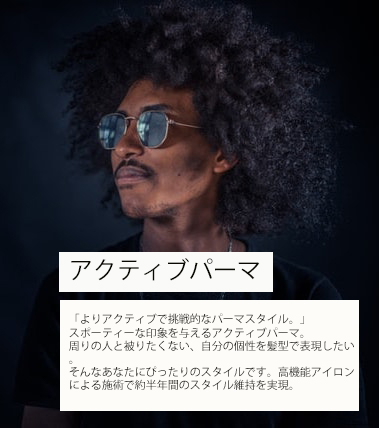 アクティブパーマ
「よりアクティブで挑戦的なパーマスタイル。」
スポーティーな印象を与えるアクティブパーマ。
周りの人と被りたくない、自分の個性を髪型で表現したい
。
そんなあなたにぴったりのスタイルです。高機能アイロン
による施術で約半年間のスタイル維持を実現。